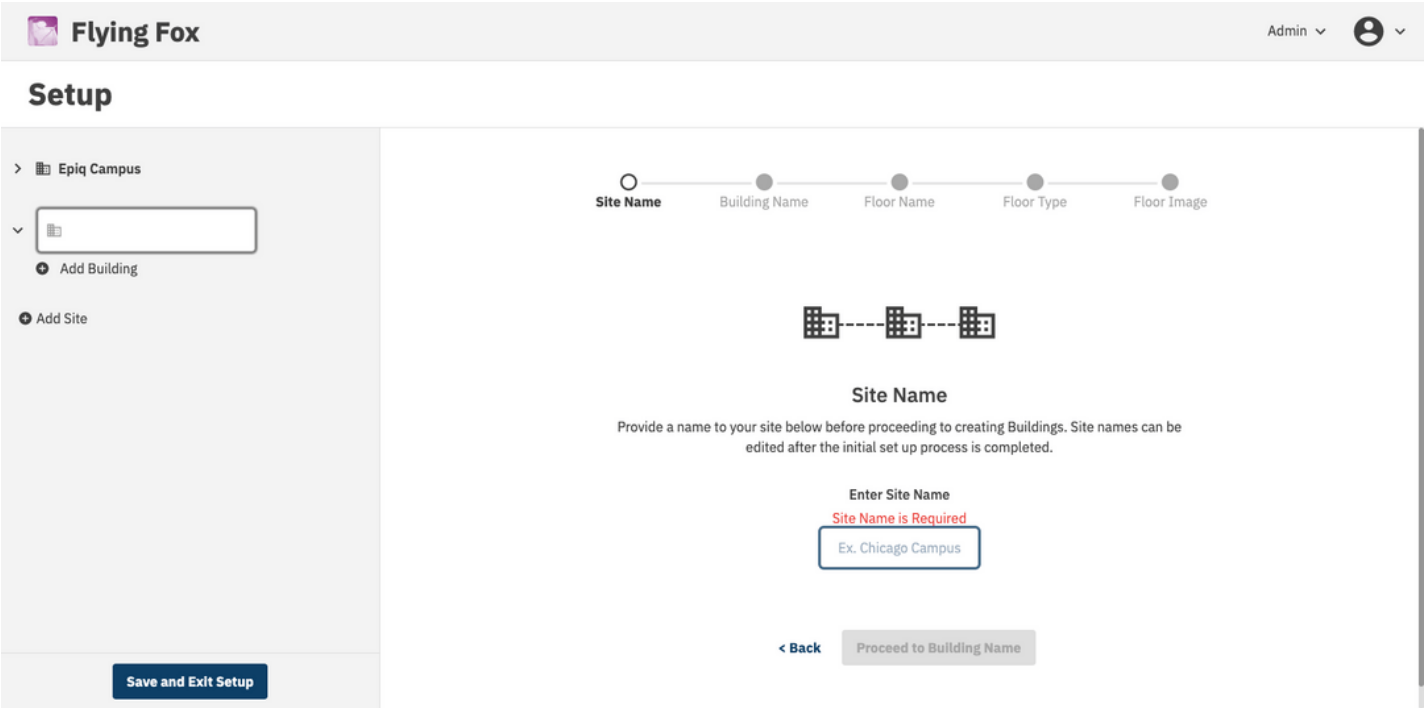 Flying Fox
Admin
Setup
Epiq Campus
Add Building
Add Site
Save and Exit Setup
Site Name
Building Name
Floor Name
Floor Type
Floor Image
Site Name
Provide a name to your site below before proceeding to creating Buildings. Site names can be
edited after the initial set up process is completed.
Enter Site Name
Site Name is Required
Ex. Chicago Campus
< Back
Proceed to Building Name